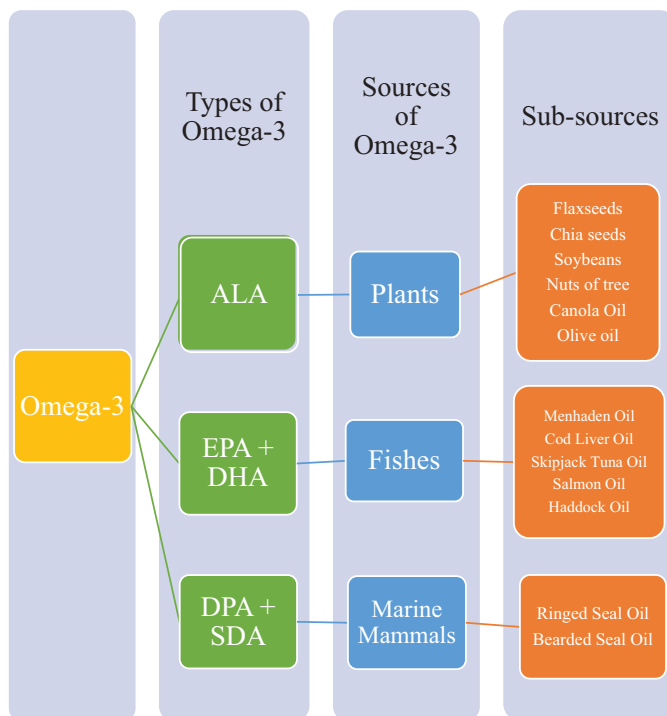 Types of
Omega-3
Sources
of
Omega-3
Sub-sources
Omega-3
ALA
Plants
Flaxseeds
Chia seeds
Soybeans
Nuts of tree
Canola Oil
Olive oil
EPA +
DHA
Fishes
Menhaden Oil
Cod Liver Oil
Skipjack Tuna Oil
Salmon Oil
Haddock Oil
DPA +
SDA
Marine
Mammals
Ringed Seal Oil
Bearded Seal Oil